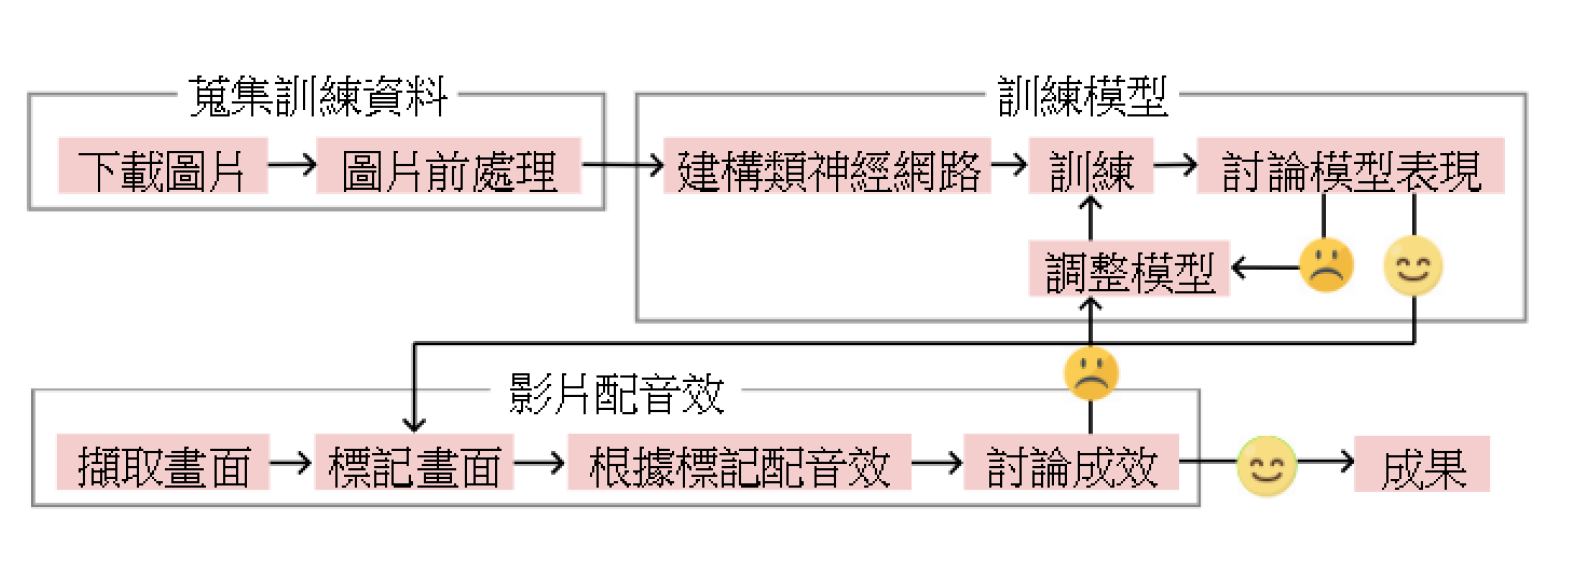 蒐集訓練資料
下載圖片
圖片前處理
訓練模型
建構類神經網路
訓練
討論模型表現
調整模型
影片配音效
擷取畫面
標記畫面
根據標記配音效
討論成效
成果